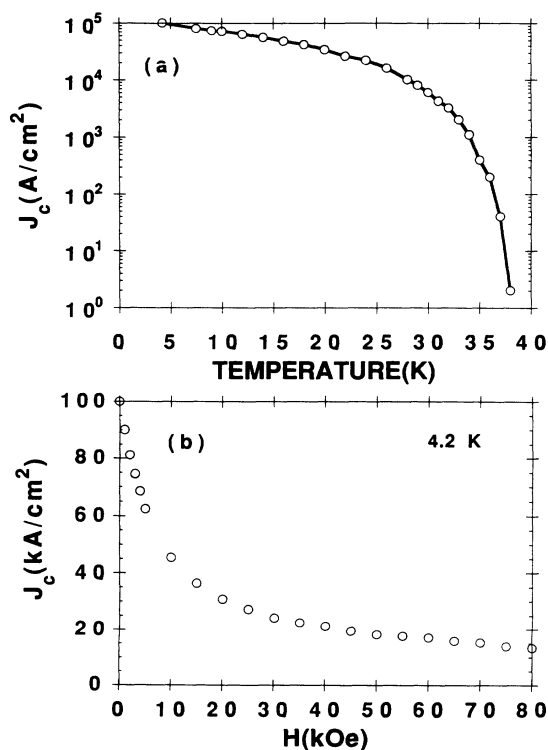 10^5
(a)
10^4
10^3
10^2
10^1
10^0
J_c(A/cm^2)
0 5 10 15 20 25 30 35 40
TEMPERATURE(K)
100
(b)
4.2 K
80
60
40
20
0
J_c(kA/cm^2)
0 10 20 30 40 50 60 70 80
H(kOe)